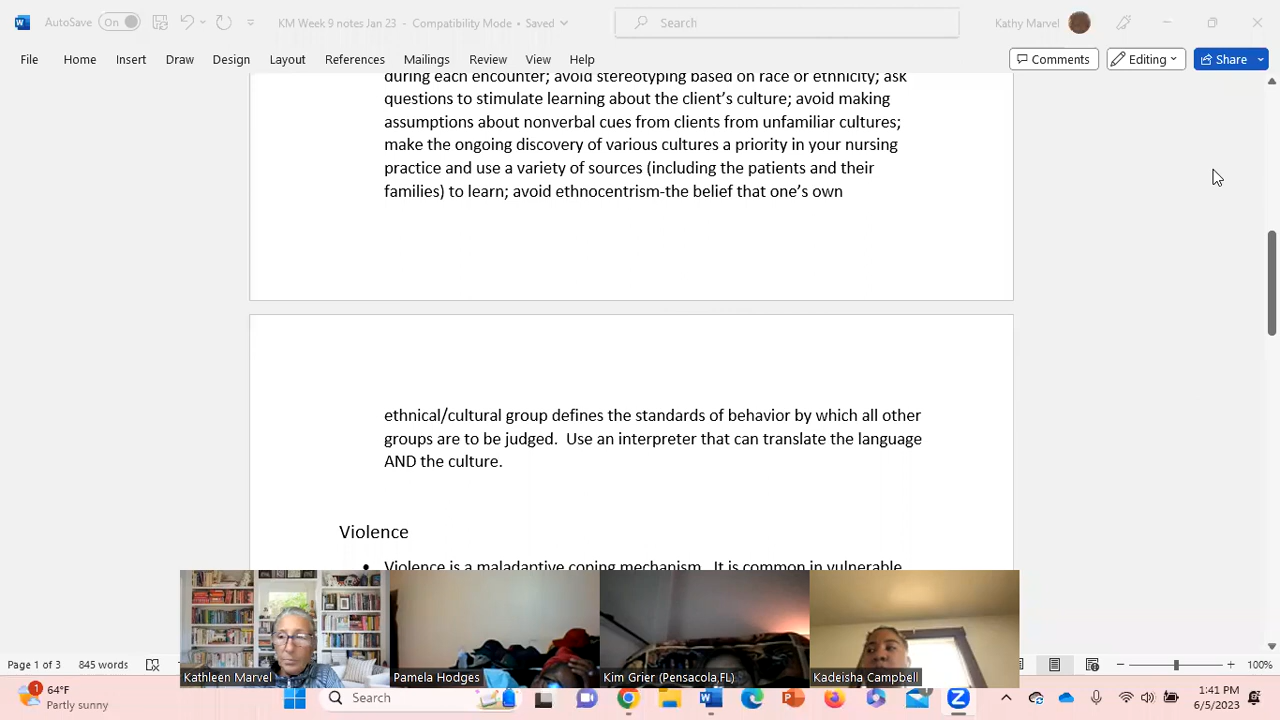 AutoSave On KM Week 9 notes Jan 23 - Compatibility Mode • Saved Search Kathy Marvel
File Home Insert Draw Design Layout References Mailings Review View Help Comments Editing Share
during each encounter; avoid stereotyping based on race or ethnicity; ask
questions to stimulate learning about the client's culture; avoid making
assumptions about nonverbal cues from clients from unfamiliar cultures;
make the ongoing discovery of various cultures a priority in your nursing
practice and use a variety of sources (including the patients and their
families) to learn; avoid ethnocentrism-the belief that one's own
ethnical/cultural group defines the standards of behavior by which all other
groups are to be judged.  Use an interpreter that can translate the language
AND the culture.
Violence
• Violence is a maladaptive coping mechanism.  It is common in vulnerable
Kathleen Marvel Pamela Hodges Kim Grier (Pensacola,FL) Kadeisha Campbell
Page 1 of 3 845 words 100%
1 64°F
Partly sunny
Search
1:41 PM
6/5/2023